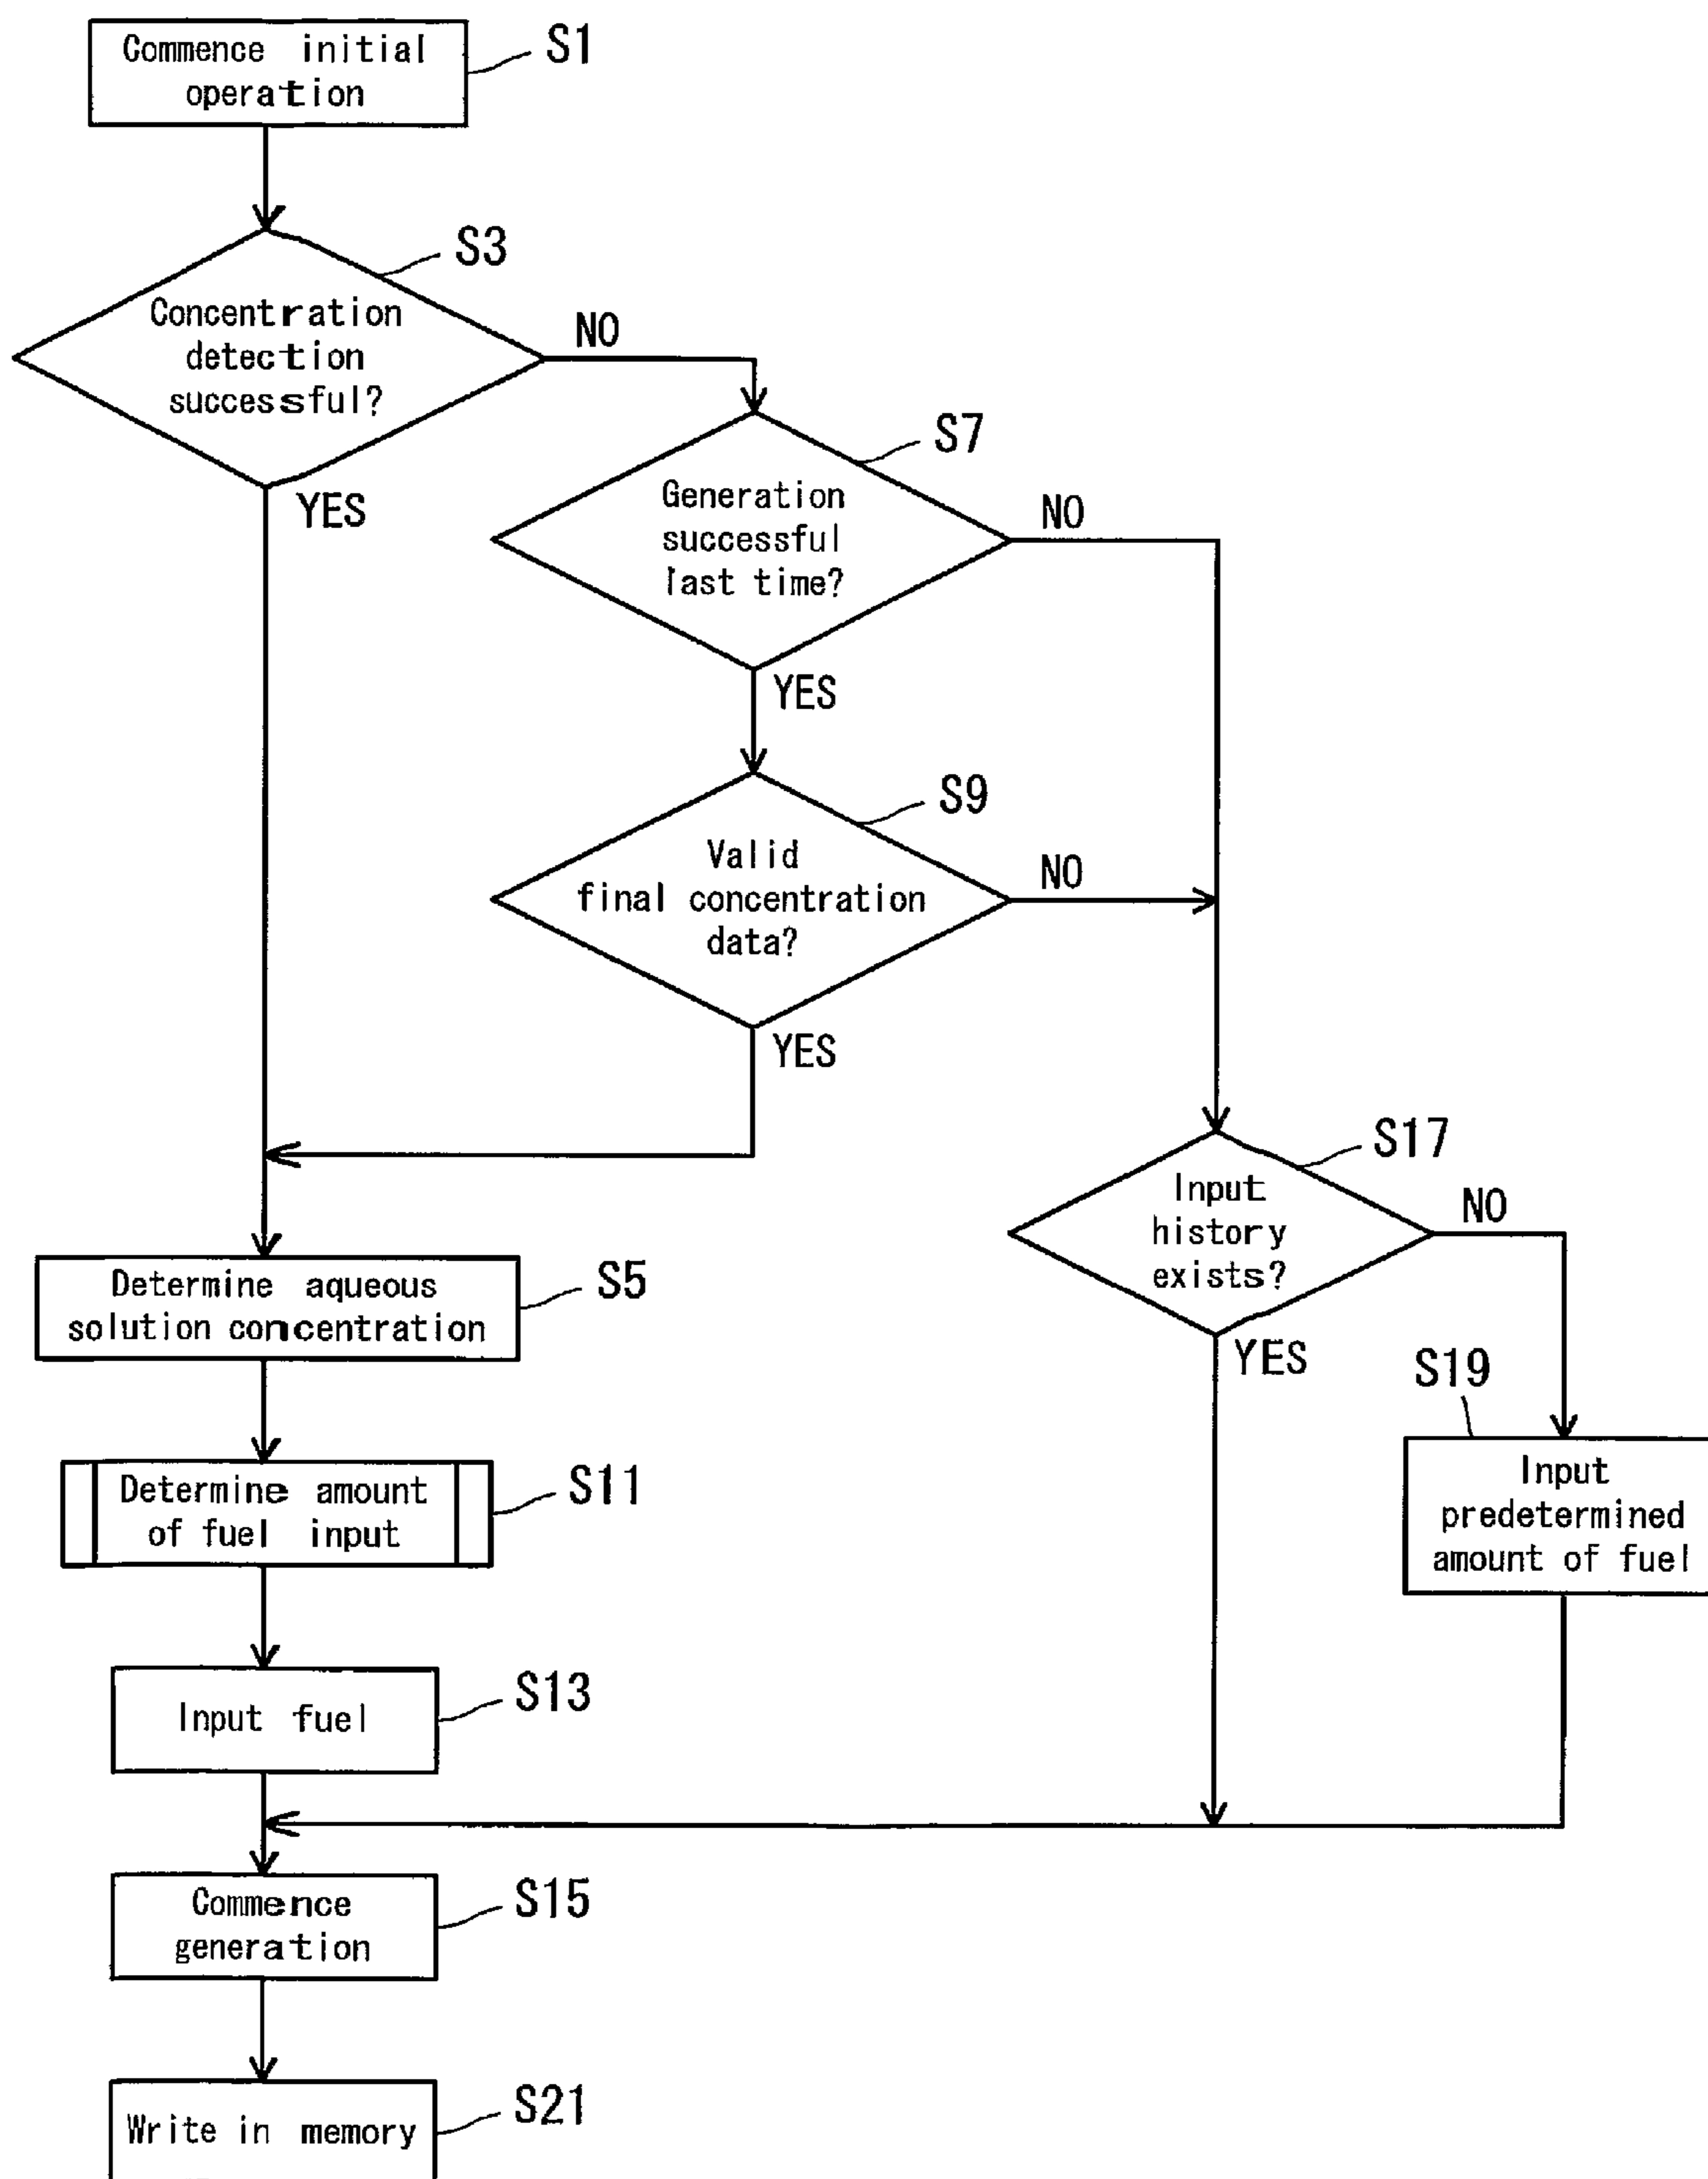 Commence initial
operation
S1
S3
Concentration
detection
successful?
NO
YES
S7
Generation
successful
last time?
NO
YES
S9
Valid
final concentration
data?
NO
YES
S17
Input
history
exists?
NO
YES
S5
Determine aqueous
solution concentration
S19
Input
predetermined
amount of fuel
S11
Determine amount
of fuel input
S13
Input fuel
S15
Commence
generation
S21
Write in memory